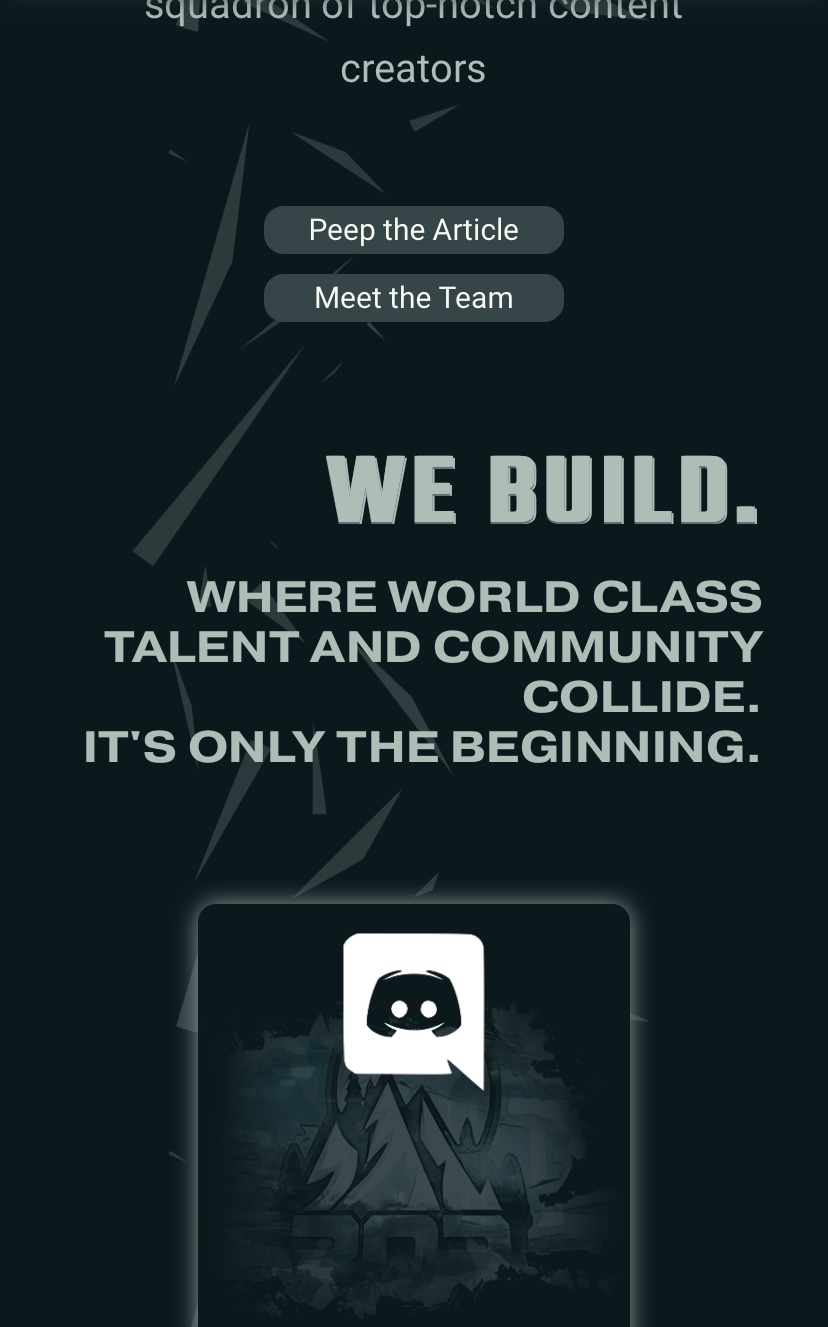 squadron of top-notch content
creators
Peep the Article
Meet the Team
WE BUILD.
WHERE WORLD CLASS
TALENT AND COMMUNITY
COLLIDE.
IT'S ONLY THE BEGINNING.